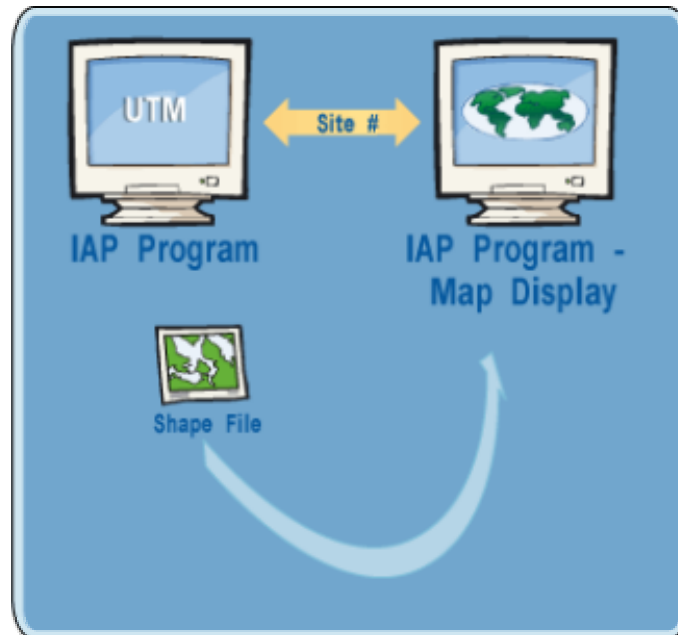 UTM
Site #
IAP Program
IAP Program -
Map Display
Shape File